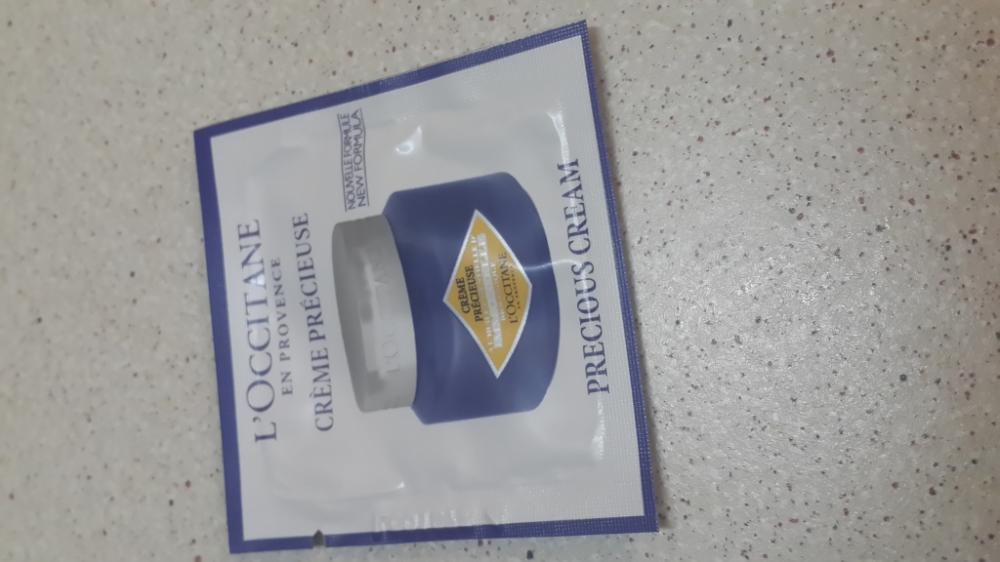 L'OCCITANE
EN PROVENCE
CRÈME PRÉCIEUSE
NOUVELLE FORMULE
NEW FORMULA
CRÈME
PRÉCIEUSE
L'OCCITANE
PRECIOUS CREAM